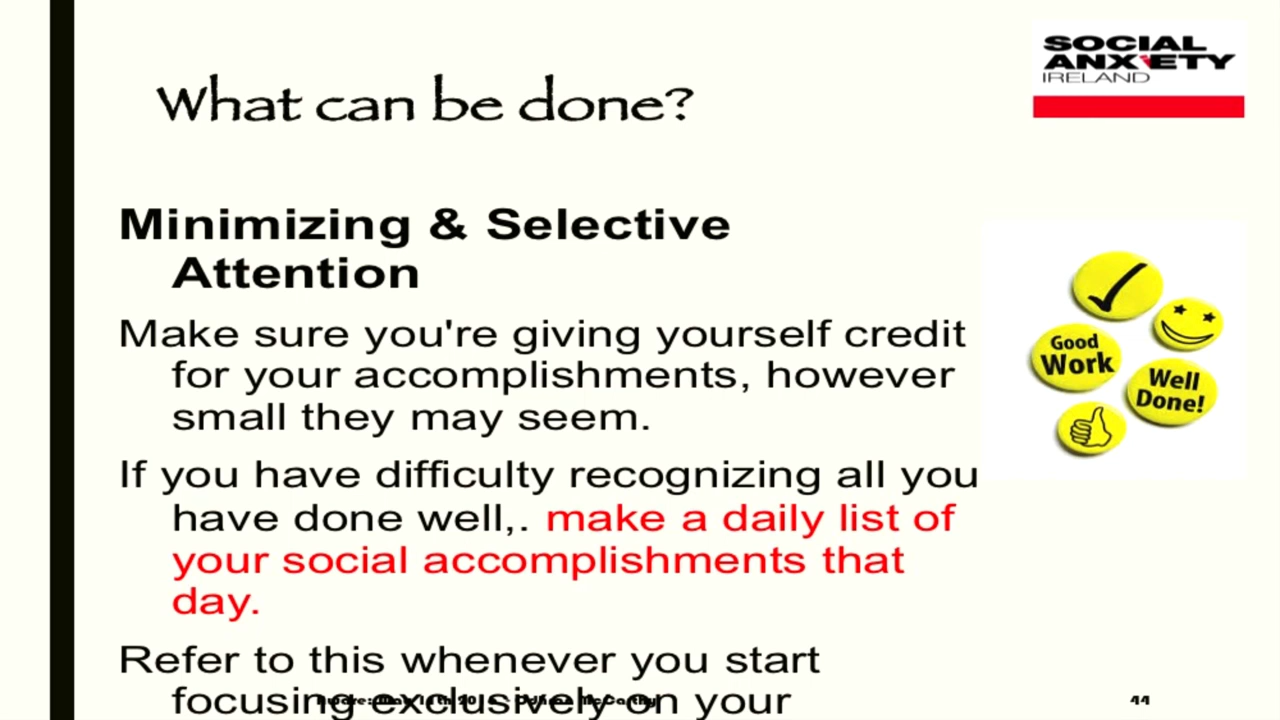 SOCIAL
ANXIETY
IRELAND
What can be done?
Minimizing & Selective
Attention
Make sure you're giving yourself credit
for your accomplishments, however
small they may seem.
If you have difficulty recognizing all you
have done well,. make a daily list of
your social accomplishments that
day.
Refer to this whenever you start
focusing exclusively on your
44
Good
Work
Well
Done!